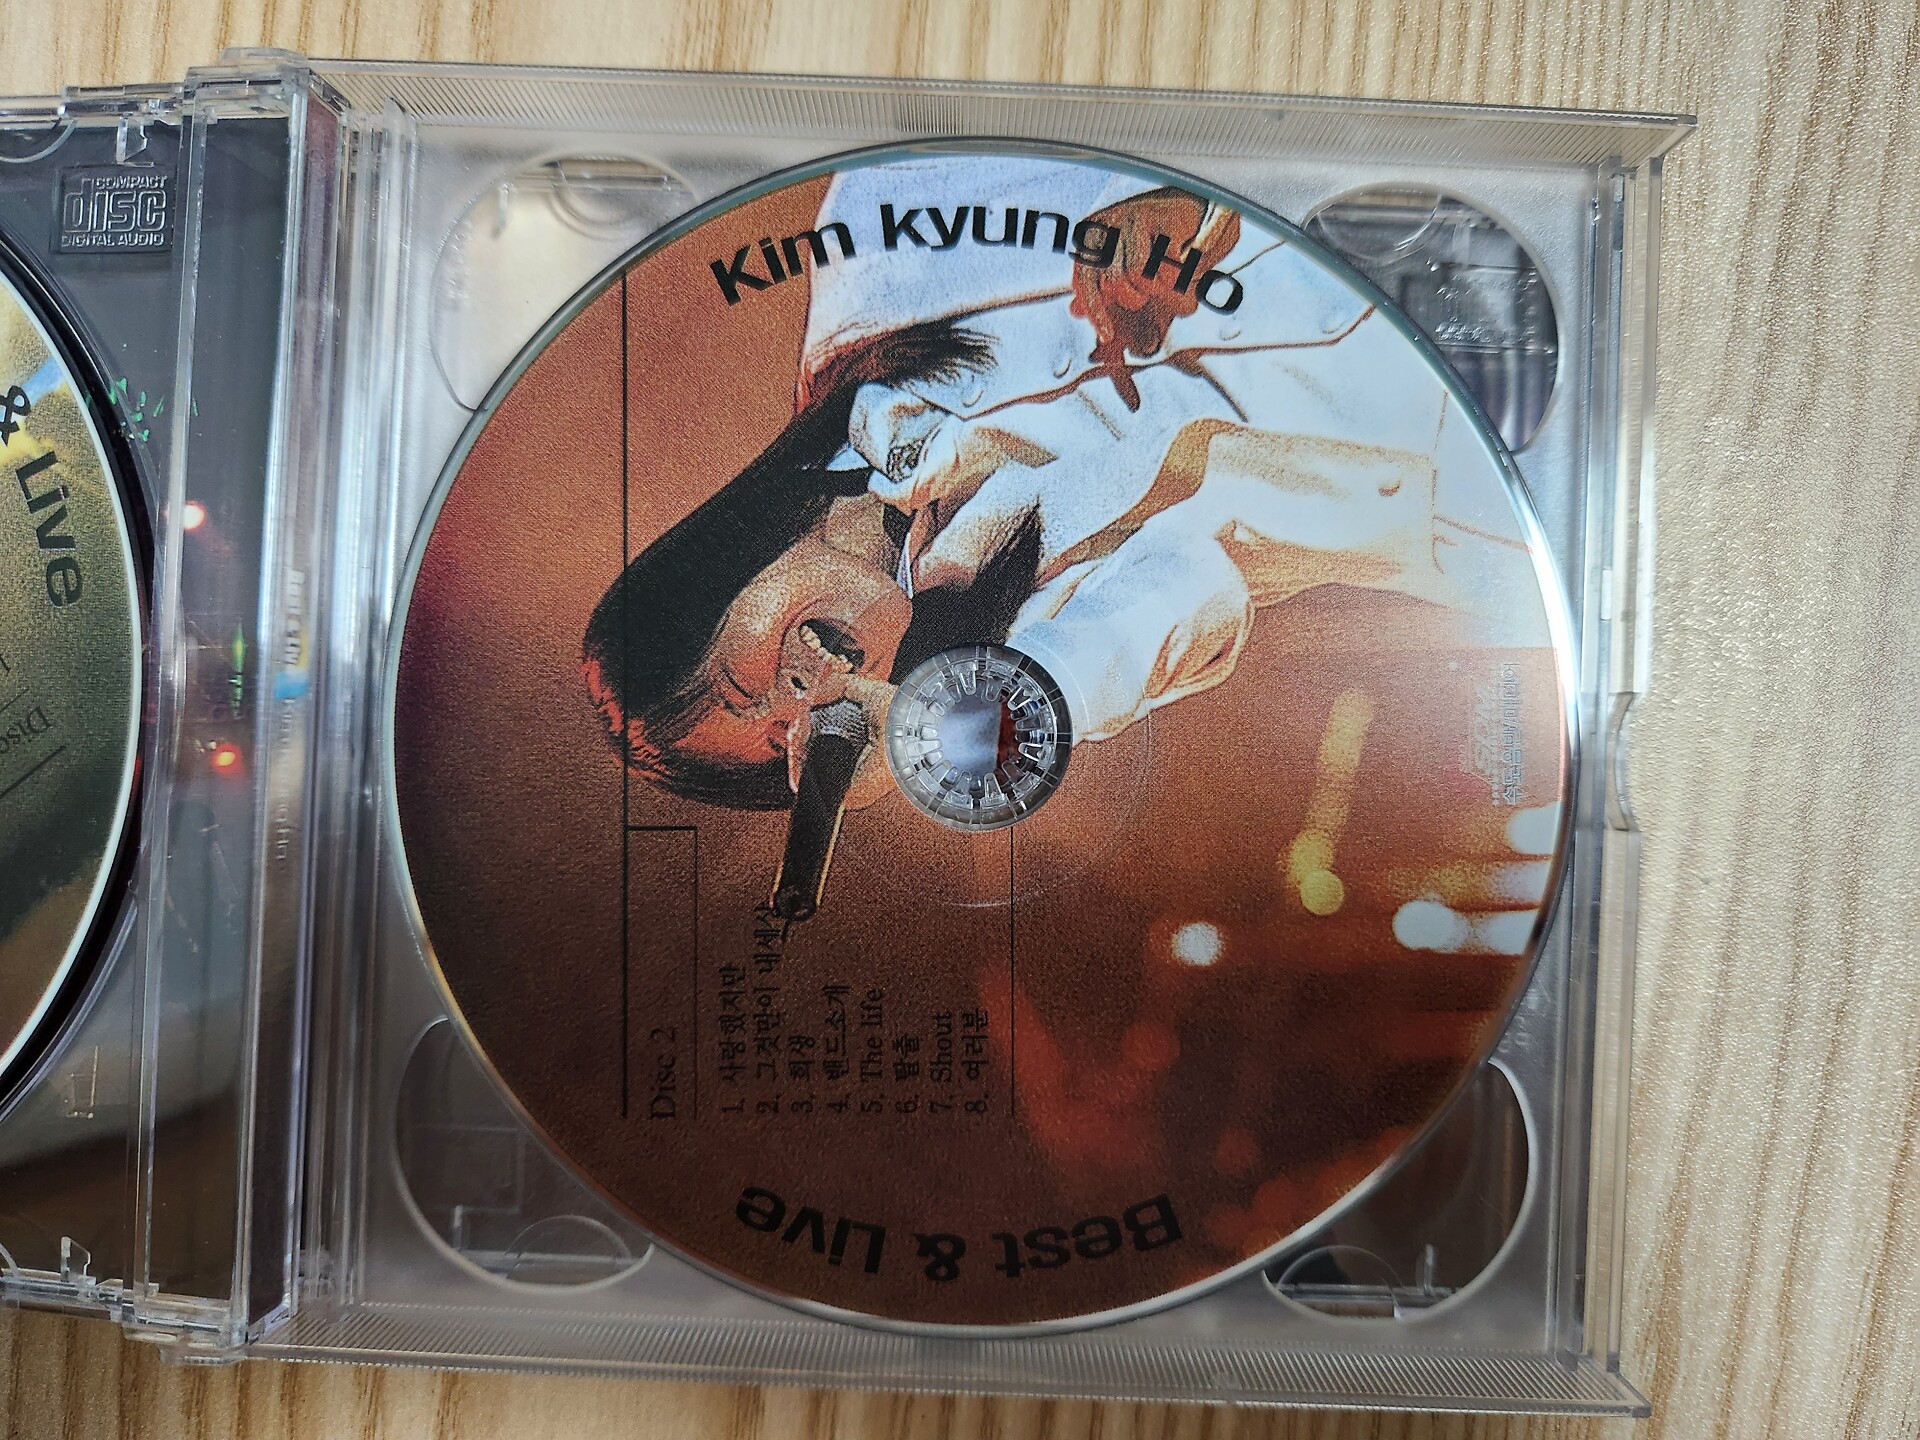 COMPACT
disc
DIGITAL AUDIO
& Live
Disc
Kim kyung Ho
Disc 2
1. 사랑했지만
2. 그것만이 내세상
3. 희생
4. 밴드소개
5. The life
6. 탈출
7. Shout
8. 여러분
Best & Live